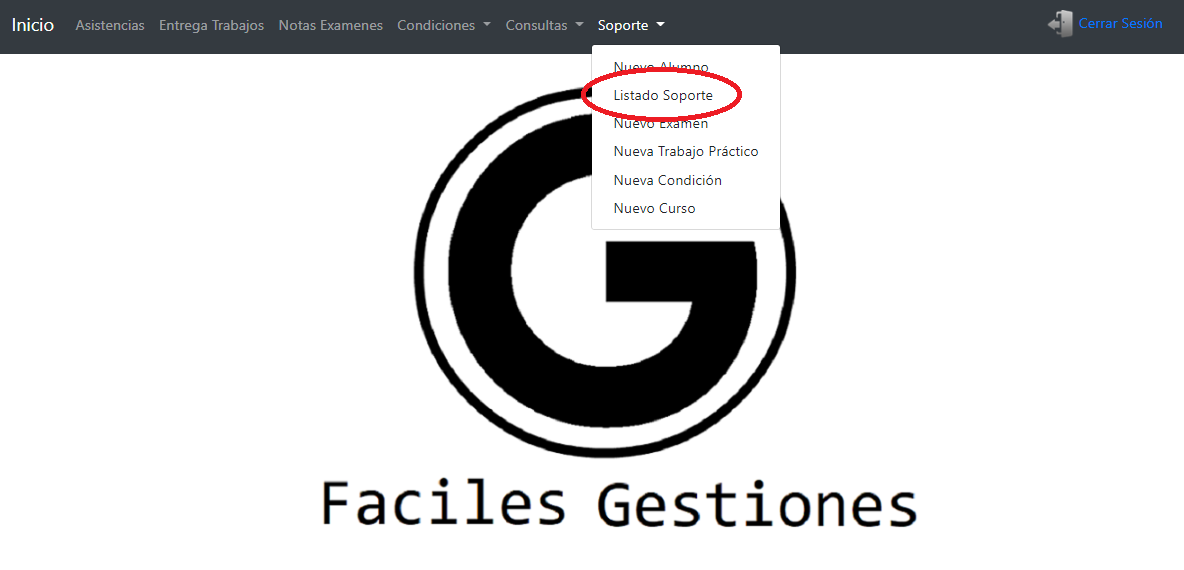 Inicio Asistencias Entrega Trabajos Notas Examenes Condiciones Consultas Soporte Cerrar Sesión
Nuevo Alumno
Listado Soporte
Nuevo Examen
Nueva Trabajo Práctico
Nueva Condición
Nuevo Curso
G
Faciles Gestiones